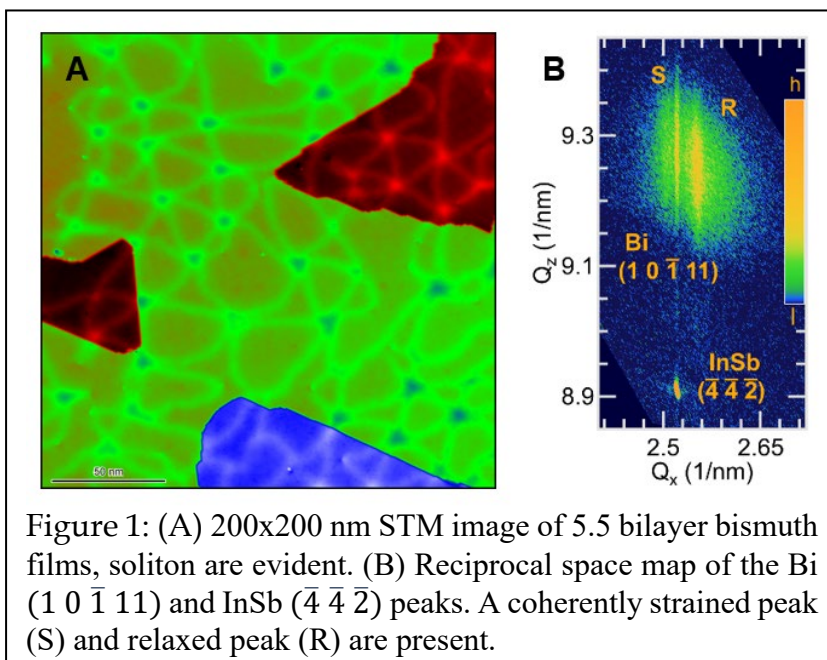 A
50 nm
B
h
S
R
9.3
Q_z (1/nm)
Bi
(1 0 1̅ 11)
9.1
l
InSb
(4̅ 4̅ 2̅)
8.9
2.5 2.65
Q_x (1/nm)
Figure 1: (A) 200x200 nm STM image of 5.5 bilayer bismuth
films, soliton are evident. (B) Reciprocal space map of the Bi
(1 0 1̅ 11) and InSb (4̅ 4̅ 2̅) peaks. A coherently strained peak
(S) and relaxed peak (R) are present.